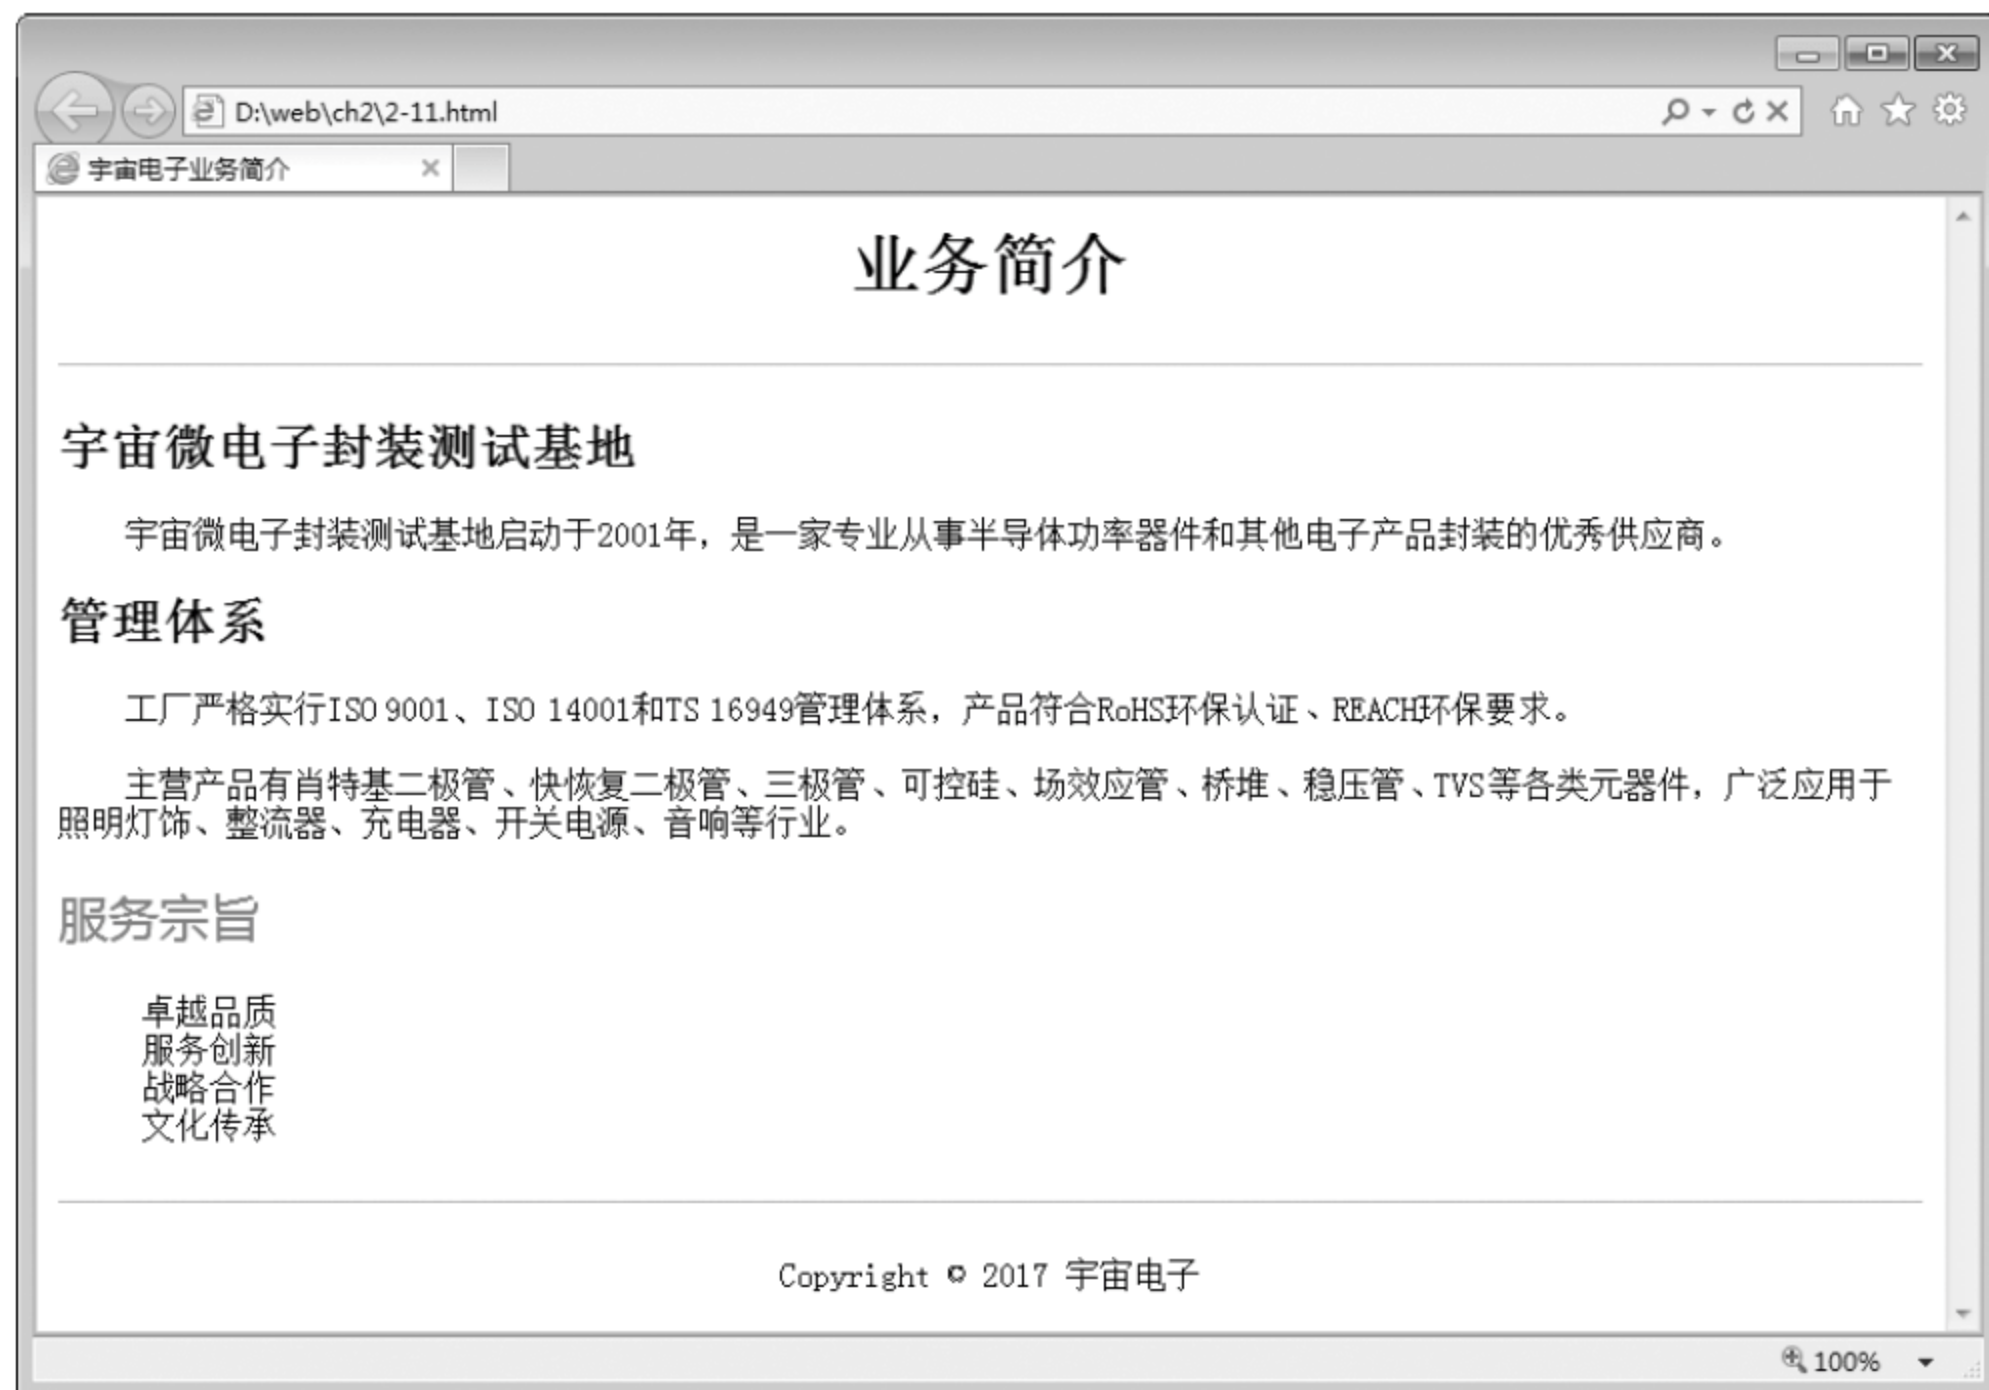 D:\web\ch2\2-11.html
宇宙电子业务简介
业务简介
宇宙微电子封装测试基地
宇宙微电子封装测试基地启动于2001年，是一家专业从事半导体功率器件和其他电子产品封装的优秀供应商。
管理体系
工厂严格实行ISO 9001、ISO 14001和TS 16949管理体系，产品符合RoHS环保认证、REACH环保要求。
主营产品有肖特基二极管、快恢复二极管、三极管、可控硅、场效应管、桥堆、稳压管、TVS等各类元器件，广泛应用于
照明灯饰、整流器、充电器、开关电源、音响等行业。
服务宗旨
卓越品质
服务创新
战略合作
文化传承
Copyright © 2017 宇宙电子
100%